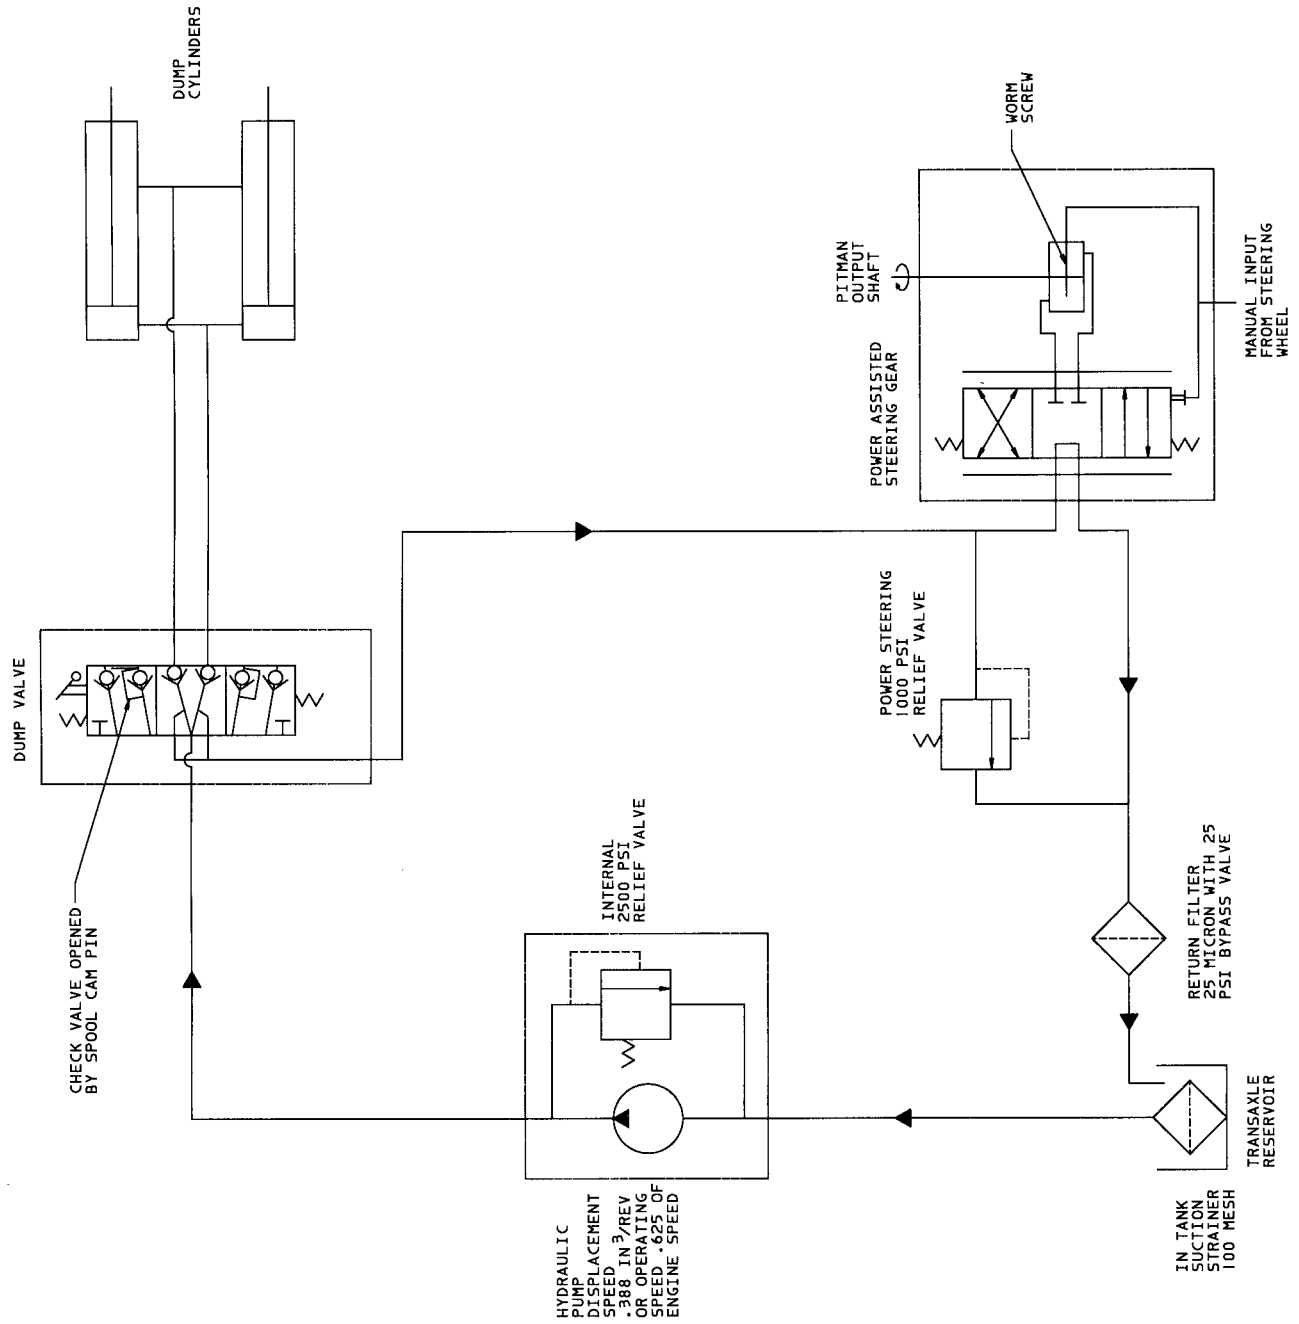 DUMP
CYLINDERS
DUMP VALVE
CHECK VALVE OPENED
BY SPOOL CAM PIN
INTERNAL
2500 PSI
RELIEF VALVE
HYDRAULIC
PUMP
DISPLACEMENT
SPEED
.388 IN³/REV
OR OPERATING
SPEED .625 OF
ENGINE SPEED
WORM
SCREW
PITMAN
OUTPUT
SHAFT
POWER ASSISTED
STEERING GEAR
MANUAL INPUT
FROM STEERING
WHEEL
POWER STEERING
1000 PSI
RELIEF VALVE
RETURN FILTER
25 MICRON WITH 25
PSI BYPASS VALVE
TRANSAXLE
RESERVOIR
IN TANK
SUCTION
STRAINER
100 MESH